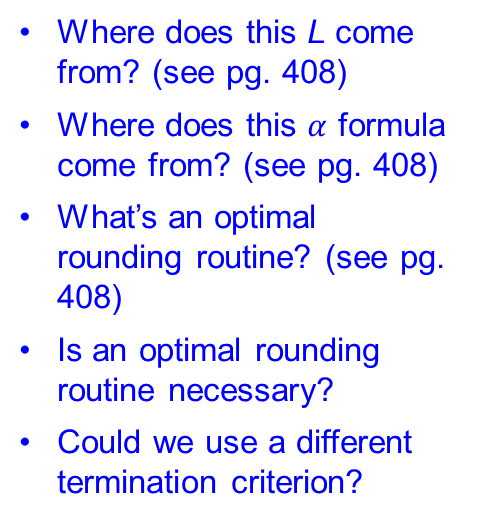 • Where does this L come
from? (see pg. 408)
• Where does this α formula
come from? (see pg. 408)
• What's an optimal
rounding routine? (see pg.
408)
• Is an optimal rounding
routine necessary?
• Could we use a different
termination criterion?